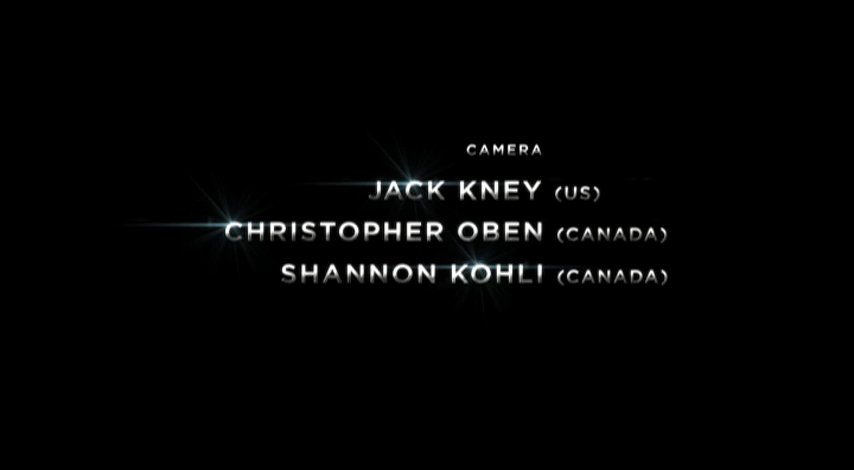 CAMERA
JACK KNEY (US)
CHRISTOPHER OBEN (CANADA)
SHANNON KOHLI (CANADA)